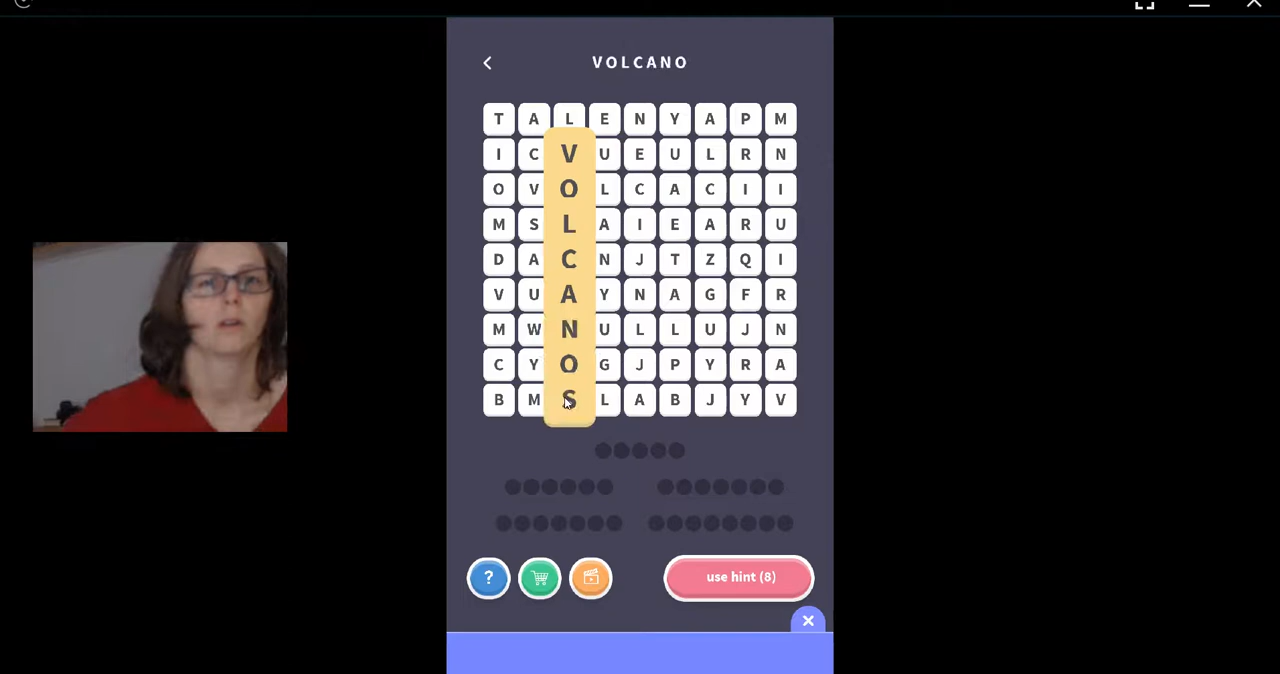 VOLCANO
T A L E N Y A P M
I C V U E U L R N
O V O L C A C I I
M S L A I E A R U
D A C N J T Z Q I
V U A Y N A G F R
M W N U L L U J N
C Y O G J P Y R A
B M S L A B J Y V
? use hint (8)